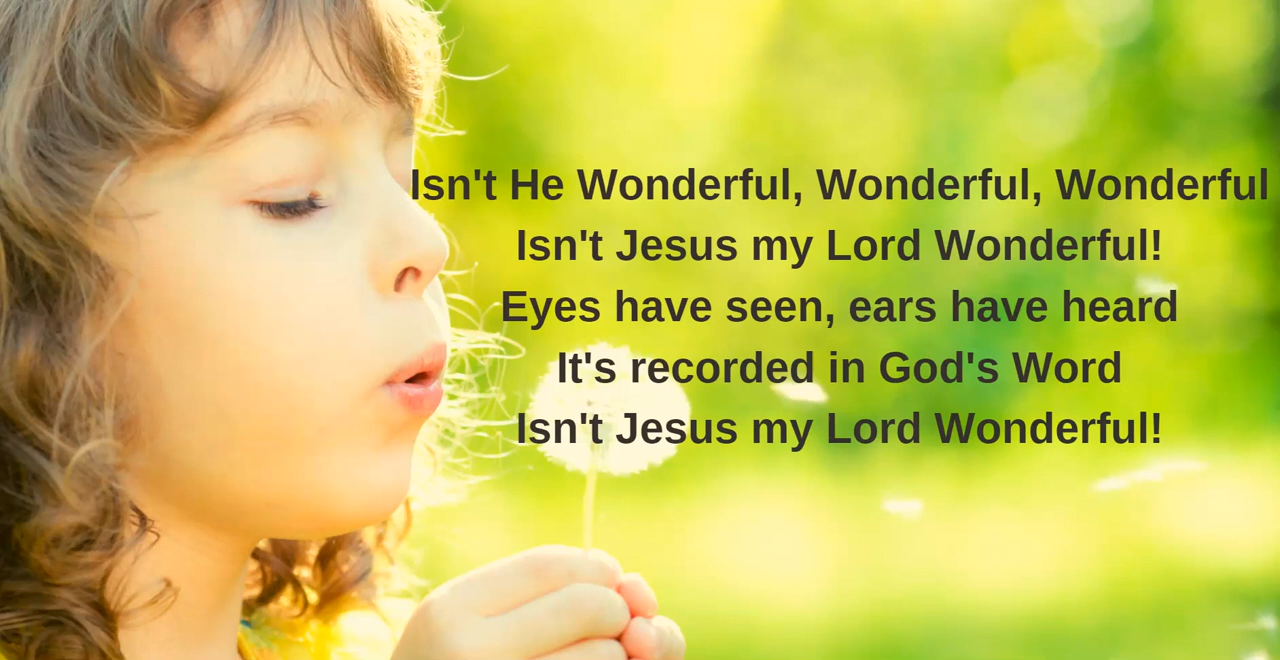 Isn't He Wonderful, Wonderful, Wonderful
Isn't Jesus my Lord Wonderful!
Eyes have seen, ears have heard
It's recorded in God's Word
Isn't Jesus my Lord Wonderful!